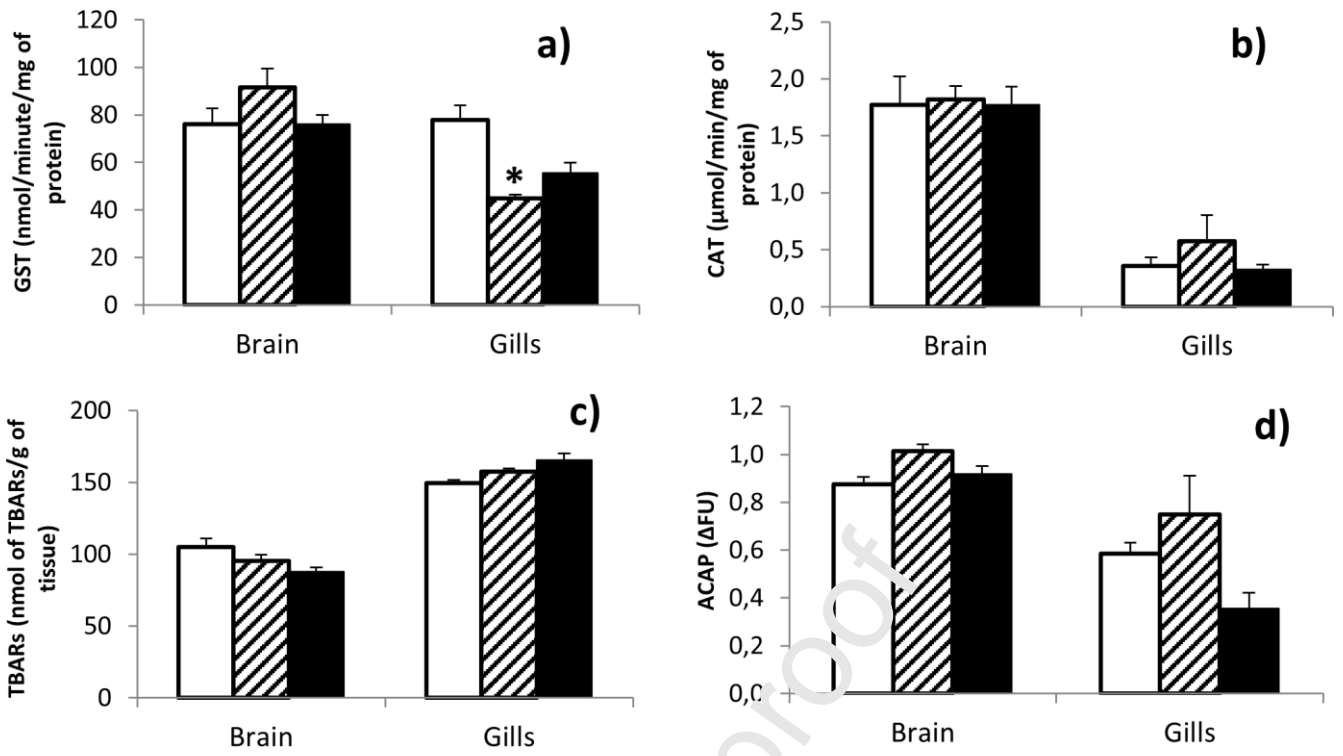 a)
GST (nmol/minute/mg of
protein)
120
100
80
60
40
20
0
*
Brain Gills
b)
CAT (µmol/min/mg of
protein)
2,5
2,0
1,5
1,0
0,5
0,0
Brain Gills
c)
TBARs (nmol of TBARs/g of
tissue)
200
150
100
50
0
Brain Gills
d)
ACAP (ΔFU)
1,2
1,0
0,8
0,6
0,4
0,2
0,0
Brain Gills
proof